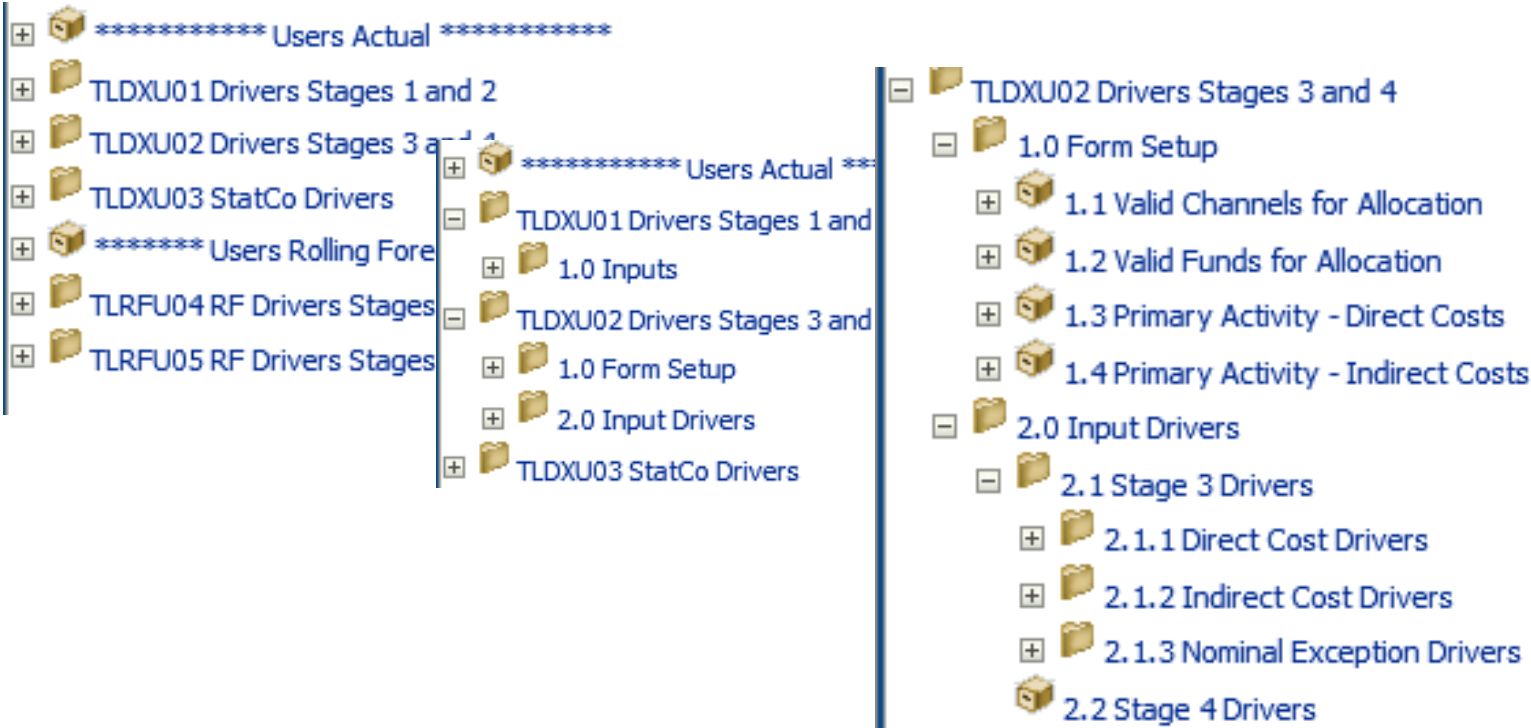 *********** Users Actual ***********
TLDXU01 Drivers Stages 1 and 2
TLDXU02 Drivers Stages 3 a
TLDXU03 StatCo Drivers
******* Users Rolling Fore
TLRFU04 RF Drivers Stages
TLRFU05 RF Drivers Stages
*********** Users Actual ***
TLDXU01 Drivers Stages 1 and
1.0 Inputs
TLDXU02 Drivers Stages 3 and
1.0 Form Setup
2.0 Input Drivers
TLDXU03 StatCo Drivers
TLDXU02 Drivers Stages 3 and 4
1.0 Form Setup
1.1 Valid Channels for Allocation
1.2 Valid Funds for Allocation
1.3 Primary Activity - Direct Costs
1.4 Primary Activity - Indirect Costs
2.0 Input Drivers
2.1 Stage 3 Drivers
2.1.1 Direct Cost Drivers
2.1.2 Indirect Cost Drivers
2.1.3 Nominal Exception Drivers
2.2 Stage 4 Drivers